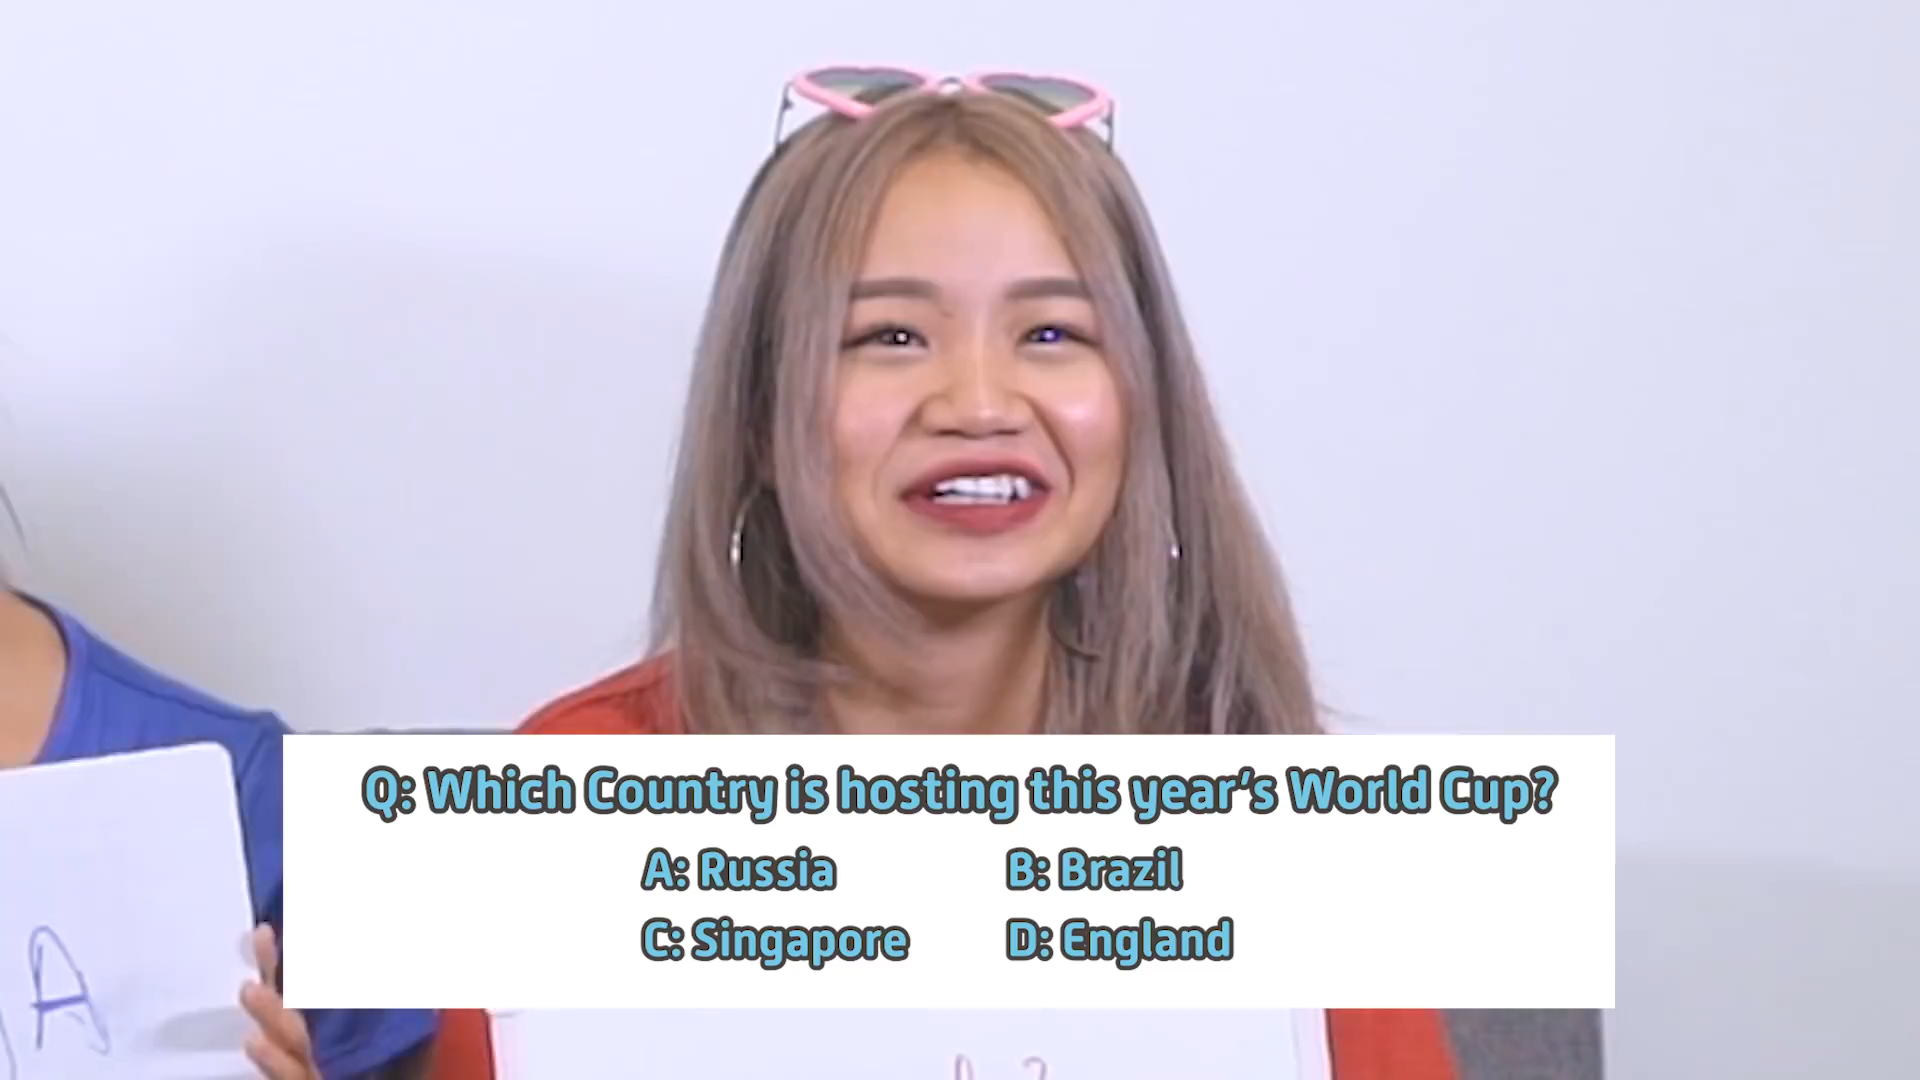 Q: Which Country is hosting this year's World Cup?
A: Russia B: Brazil
C: Singapore D: England
A